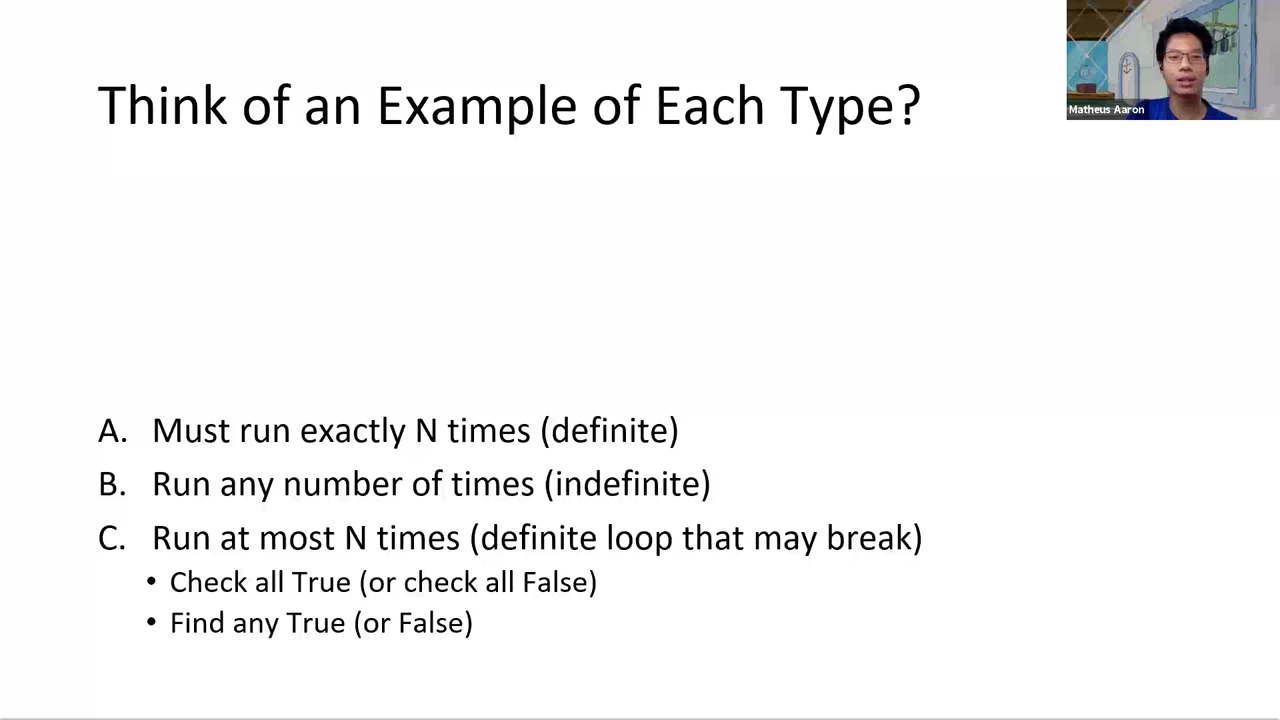 Think of an Example of Each Type?
Matheus Aaron
A. Must run exactly N times (definite)
B. Run any number of times (indefinite)
C. Run at most N times (definite loop that may break)
• Check all True (or check all False)
• Find any True (or False)